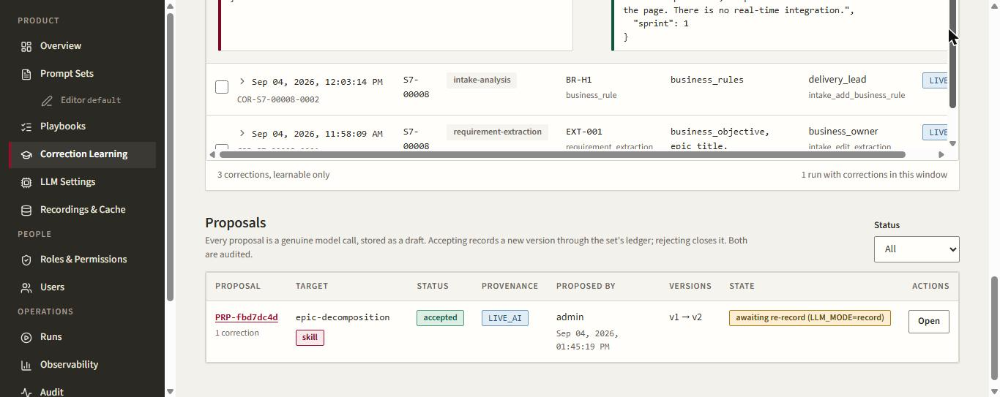 PRODUCT
Overview
Prompt Sets
Editor default
Playbooks
Correction Learning
LLM Settings
Recordings & Cache
PEOPLE
Roles & Permissions
Users
OPERATIONS
Runs
Observability
Audit
the page. There is no real-time integration.",
"sprint": 1
}
Sep 04, 2026, 12:03:14 PM
COR-S7-00008-0002
S7-
00008
intake-analysis
BR-H1
business_rule
business_rules
delivery_lead
intake_add_business_rule
LIVE
Sep 04, 2026, 11:58:09 AM
S7-
00008
requirement-extraction
EXT-001
requirement_extraction
business_objective,
epic_title,
business_owner
intake_edit_extraction
LIVE
3 corrections, learnable only
1 run with corrections in this window
Proposals
Every proposal is a genuine model call, stored as a draft. Accepting records a new version through the set's ledger; rejecting closes it. Both
are audited.
Status
All
PROPOSAL TARGET STATUS PROVENANCE PROPOSED BY VERSIONS STATE ACTIONS
PRP-fbd7dc4d
1 correction
epic-decomposition
skill
accepted
LIVE_AI
admin
Sep 04, 2026,
01:45:19 PM
v1 → v2
awaiting re-record (LLM_MODE=record)
Open